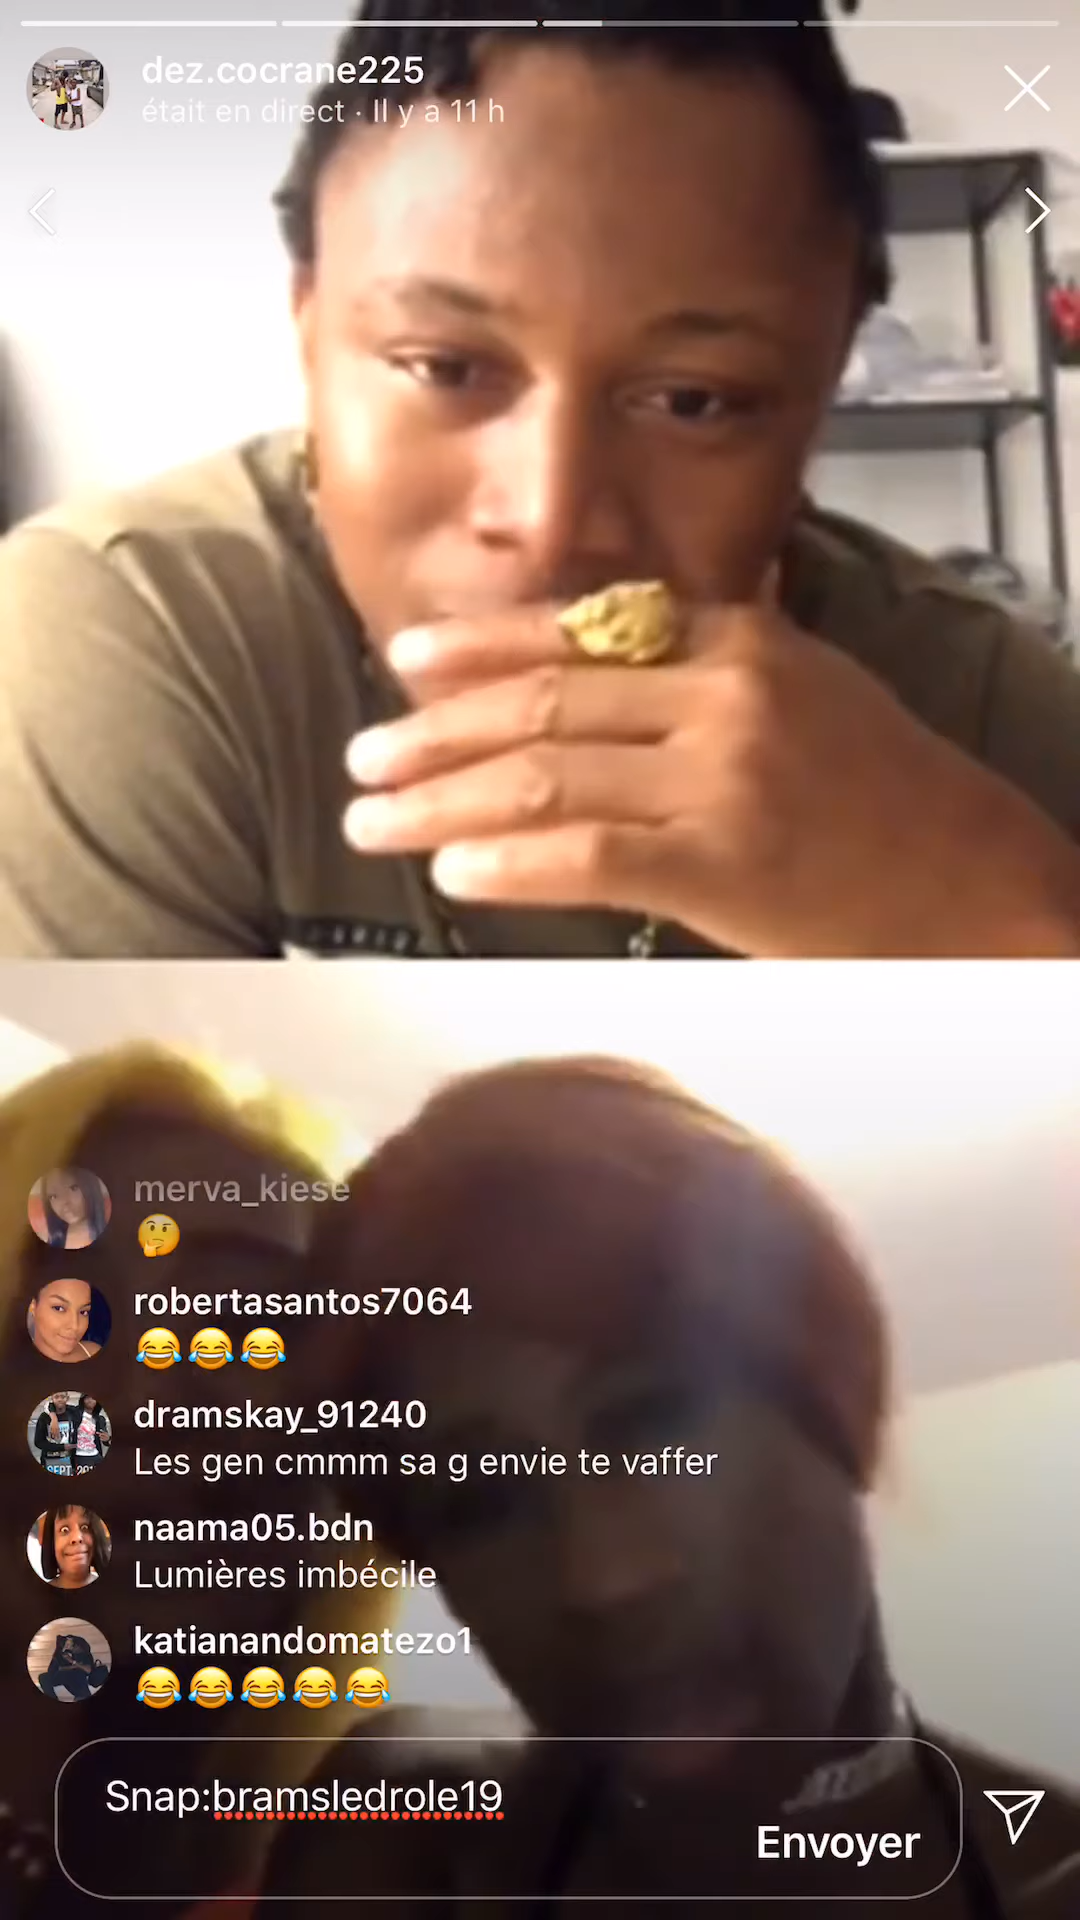 dez.cocrane225
était en direct · Il y a 11 h
merva_kiese
🤔
robertasantos7064
😂😂😂
dramskay_91240
Les gen cmmm sa g envie te vaffer
naama05.bdn
Lumières imbécile
katianandomatezo1
😂😂😂😂😂
Snap:bramsledrole19
Envoyer